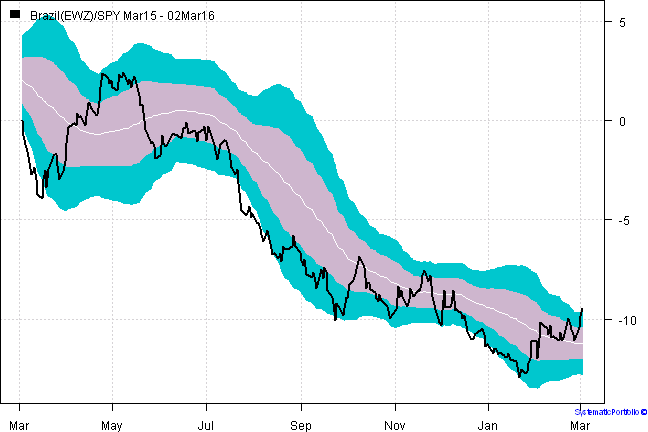 Brazil(EWZ)/SPY Mar15 - 02Mar16
5
0
-5
-10
Mar May Jul Sep Nov Jan Mar
SystematicPortfolio ©